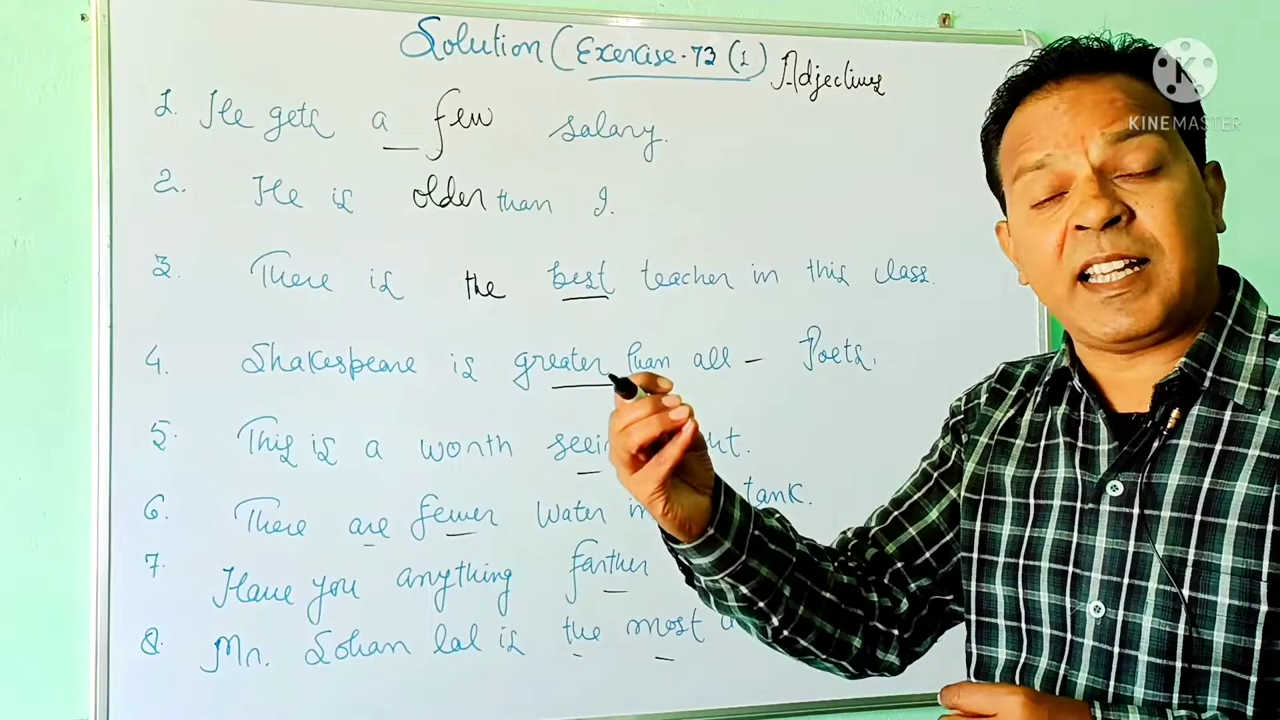 Solution (Exercise-73 (1) Adjectives
1. He gets a few salary.
2. He is older than I.
3. There is the best teacher in this class.
4. Shakespeare is greater than all – Poets.
5. This is a worth
6. There are fewer water in tank.
7. Have you anything farther
8. Mr. Sohan lal is the most
KINEMASTER